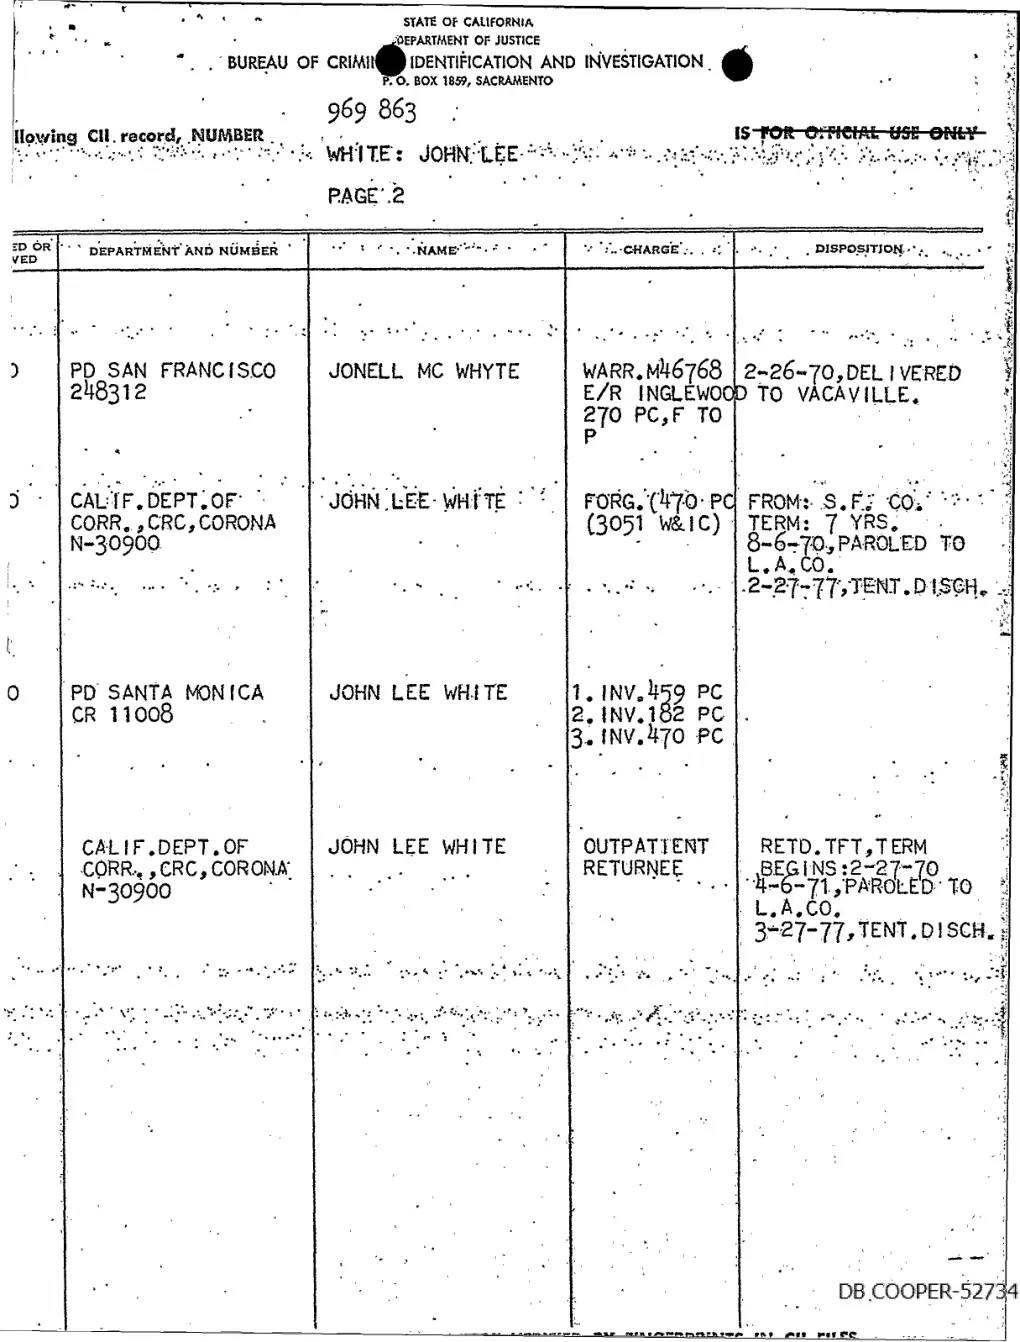 STATE OF CALIFORNIA
DEPARTMENT OF JUSTICE
BUREAU OF IDENTIFICATION AND INVESTIGATION
P. O. BOX 1859, SACRAMENTO
969 863
llowing CII record, NUMBER IS FOR OFFICIAL USE ONLY
WHITE: JOHN LEE
PAGE 2
ED OR
VED DEPARTMENT AND NUMBER NAME CHARGE DISPOSITION
PD SAN FRANCISCO
248312
JONELL MC WHYTE
WARR.M46768
E/R INGLEWOOD
270 PC,F TO
P
2-26-70,DELIVERED
TO VACAVILLE.
CALIF.DEPT.OF
CORR.,CRC,CORONA
N-30900
JOHN LEE WHITE
FORG.(470 PC
(3051 W&IC)
FROM: S.F. CO.
TERM: 7 YRS.
8-6-70,PAROLED TO
L.A.CO.
2-27-77,TENT.DISCH.
0
PD SANTA MONICA
CR 11008
JOHN LEE WHITE
1.INV.459 PC
2.INV.182 PC
3.INV.470 PC
CALIF.DEPT.OF
CORR.,CRC,CORONA
N-30900
JOHN LEE WHITE
OUTPATIENT
RETURNEE
RETD.TFT,TERM
BEGINS:2-27-70
4-6-71,PAROLED TO
L.A.CO.
3-27-77,TENT.DISCH.
DB COOPER-52734